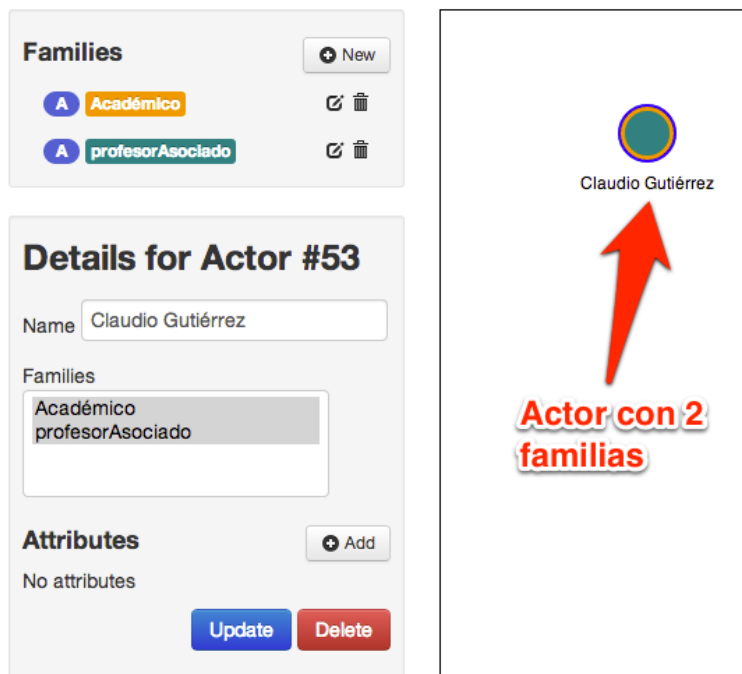 Families
New
A Académico
A profesorAsociado
Details for Actor #53
Name Claudio Gutiérrez
Families
Académico
profesorAsociado
Attributes
Add
No attributes
Update Delete
Claudio Gutiérrez
Actor con 2
familias